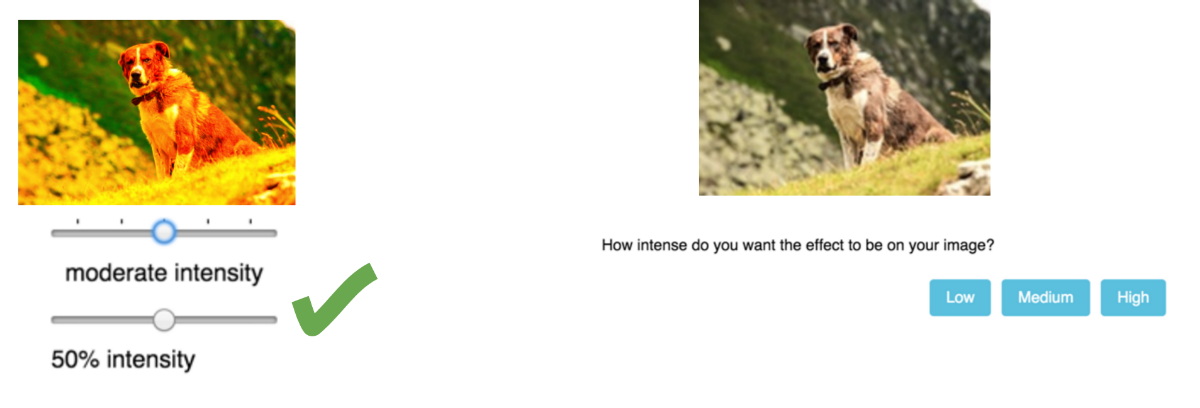 moderate intensity
50% intensity
How intense do you want the effect to be on your image?
Low Medium High